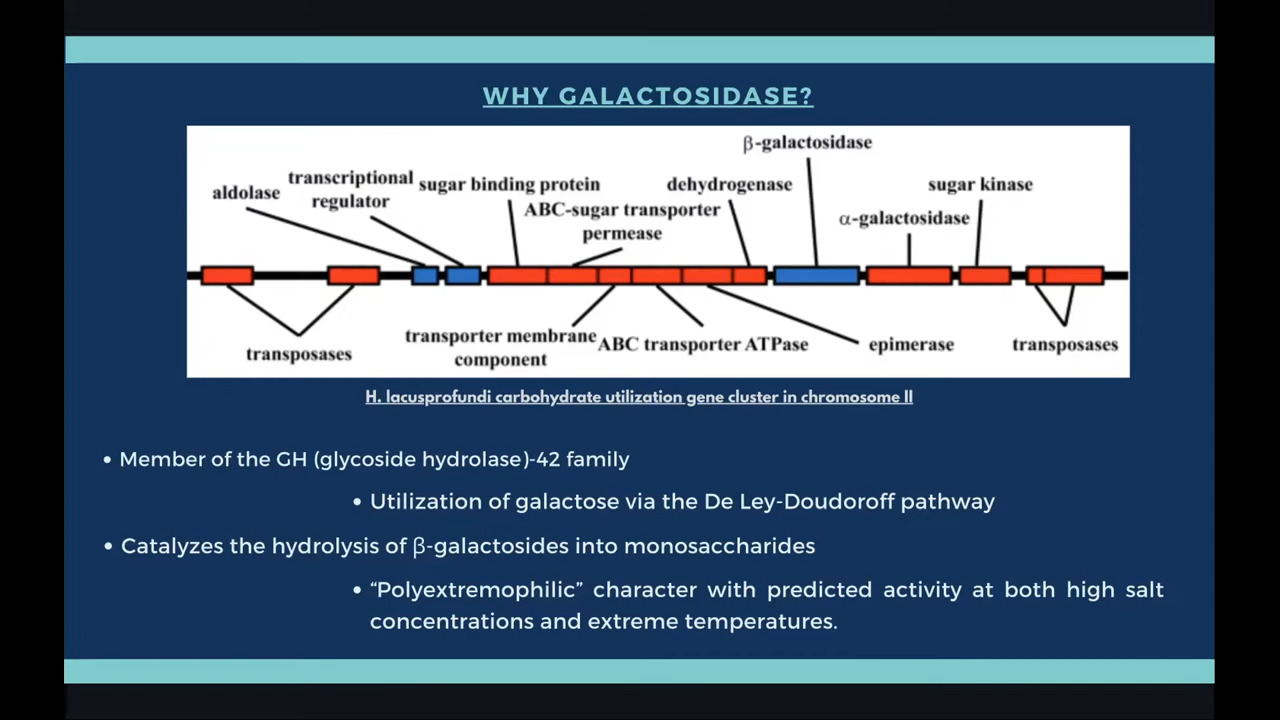 WHY GALACTOSIDASE?
β-galactosidase
aldolase
transcriptional
regulator
sugar binding protein
ABC-sugar transporter
permease
dehydrogenase
α-galactosidase
sugar kinase
transposases
transporter membrane
component
ABC transporter ATPase
epimerase
transposases
H. lacusprofundi carbohydrate utilization gene cluster in chromosome II
• Member of the GH (glycoside hydrolase)-42 family
• Utilization of galactose via the De Ley-Doudoroff pathway
• Catalyzes the hydrolysis of β-galactosides into monosaccharides
• “Polyextremophilic” character with predicted activity at both high salt
concentrations and extreme temperatures.